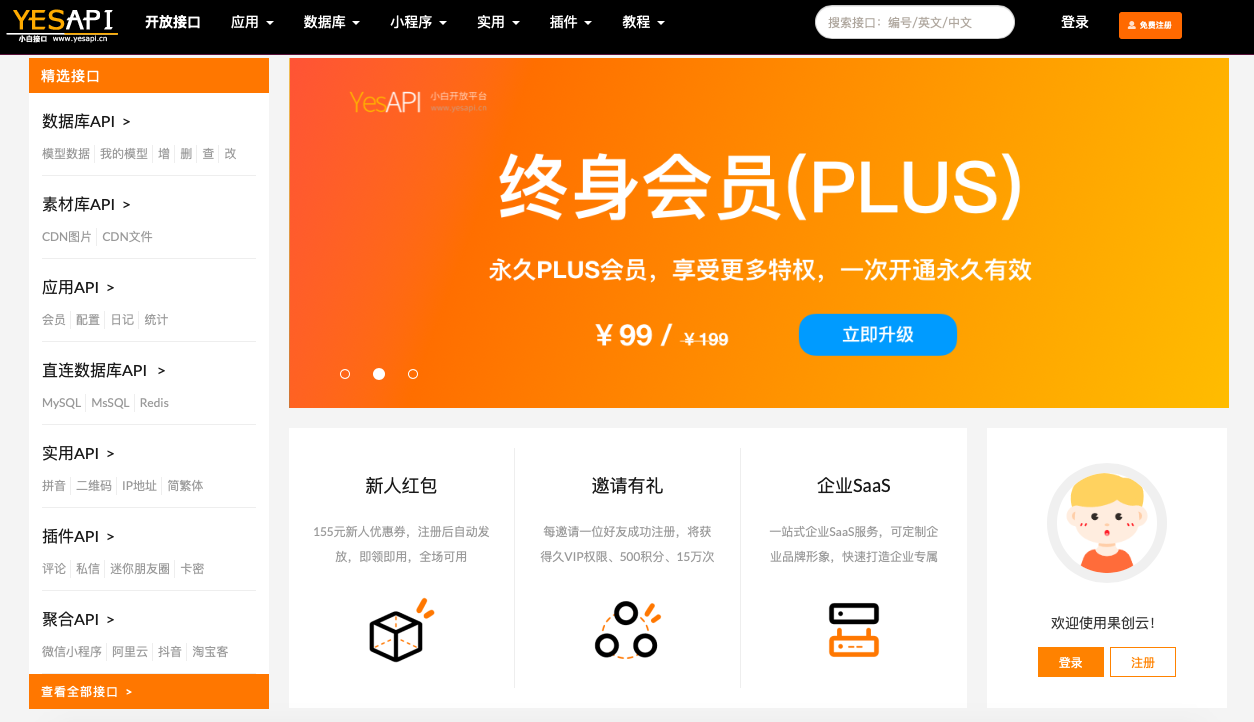 YESAPI
小白接口 www.yesapi.cn
开放接口 应用 数据库 小程序 实用 插件 教程
搜索接口：编号/英文/中文
登录 免费注册
精选接口
数据库API >
模型数据 我的模型 增 删 查 改
素材库API >
CDN图片 CDN文件
应用API >
会员 配置 日记 统计
直连数据库API >
MySQL MsSQL Redis
实用API >
拼音 二维码 IP地址 简繁体
插件API >
评论 私信 迷你朋友圈 卡密
聚合API >
微信小程序 阿里云 抖音 淘宝客
查看全部接口 >
YesAPI 小白开放平台
www.yesapi.cn
终身会员(PLUS)
永久PLUS会员，享受更多特权，一次开通永久有效
￥99 / ￥199 立即升级
新人红包
155元新人优惠券，注册后自动发
放，即领即用，全场可用
邀请有礼
每邀请一位好友成功注册，将获
得久VIP权限、500积分、15万次
企业SaaS
一站式企业SaaS服务，可定制企
业品牌形象，快速打造企业专属
欢迎使用果创云！
登录 注册